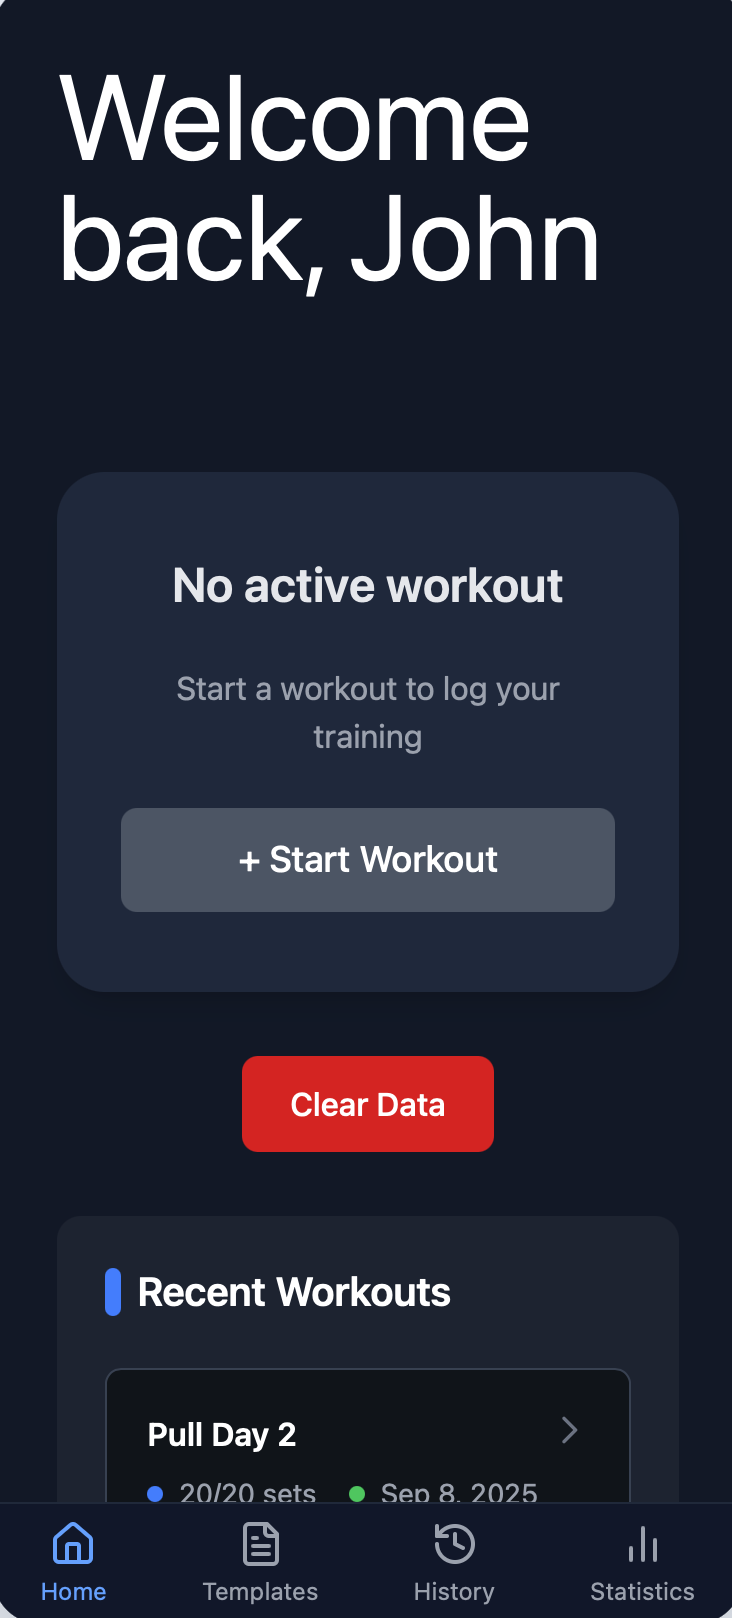 Welcome
back, John
No active workout
Start a workout to log your
training
+ Start Workout
Clear Data
Recent Workouts
Pull Day 2
20/20 sets Sep 8, 2025
Home Templates History Statistics